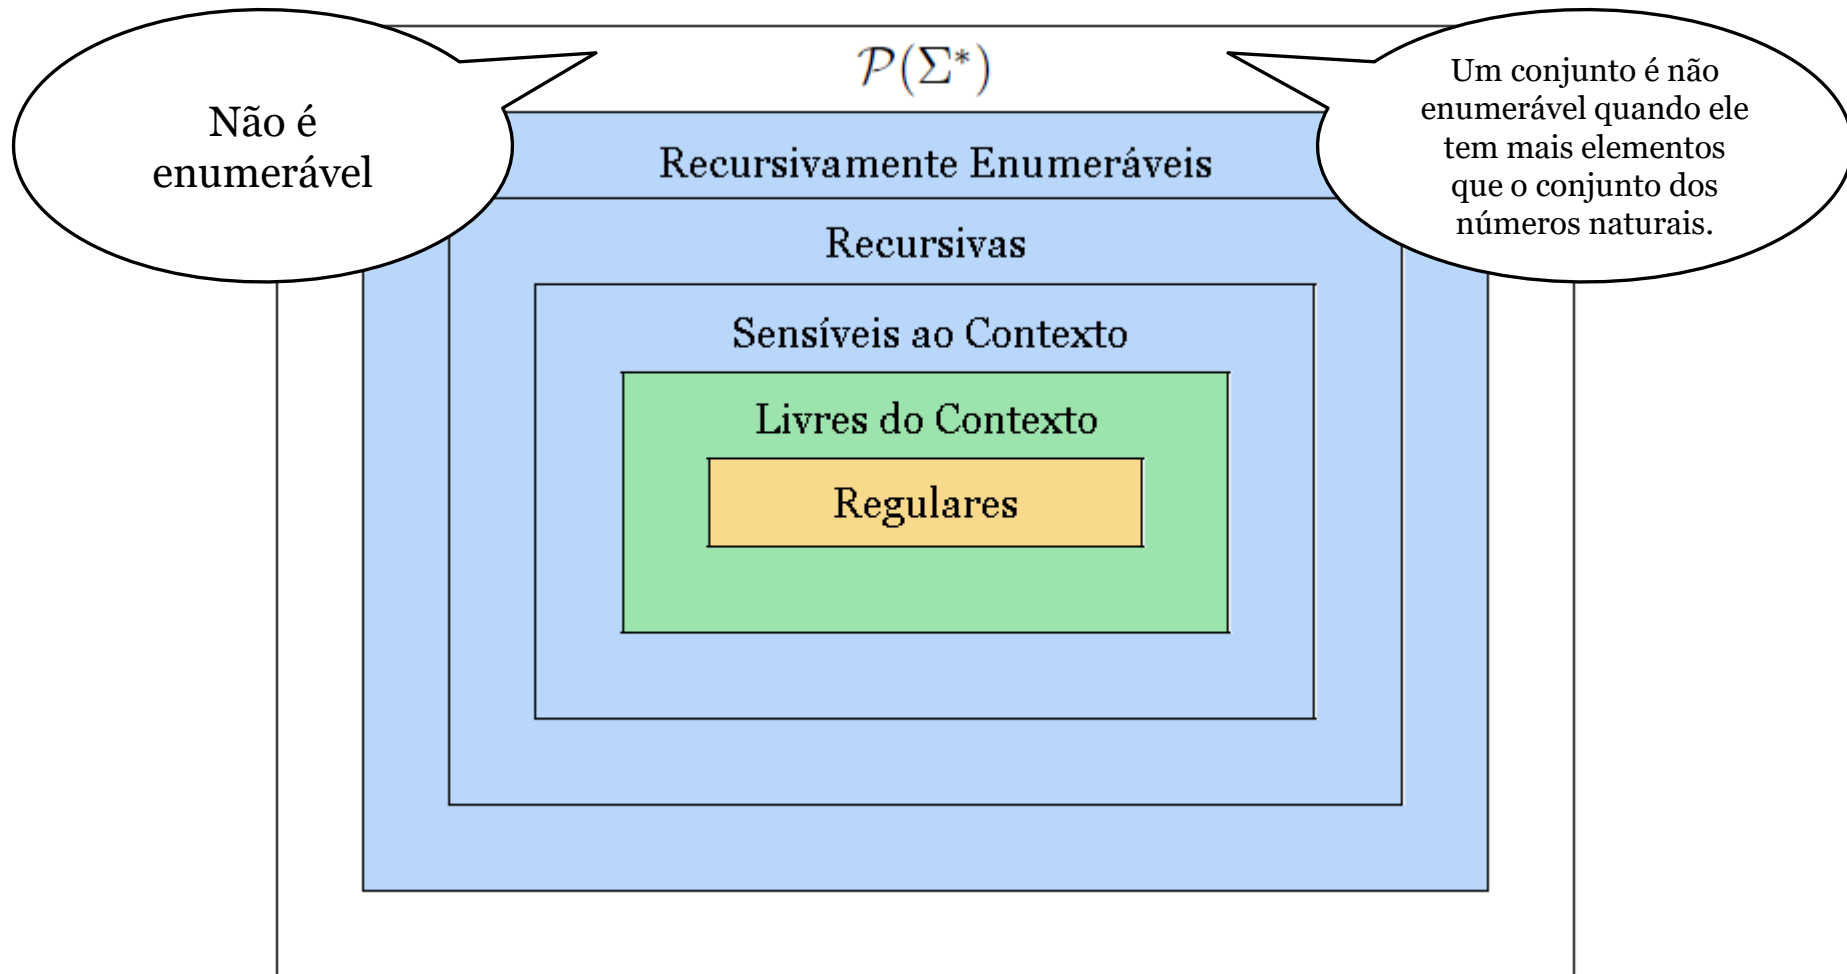 Não é
enumerável
𝒫(Σ*)
Um conjunto é não
enumerável quando ele
tem mais elementos
que o conjunto dos
números naturais.
Recursivamente Enumeráveis
Recursivas
Sensíveis ao Contexto
Livres do Contexto
Regulares